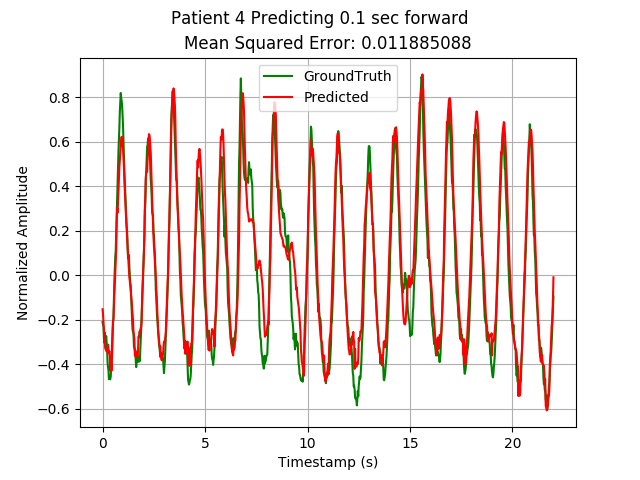 Patient 4 Predicting 0.1 sec forward
Mean Squared Error: 0.011885088
GroundTruth
Predicted
Normalized Amplitude
0.8
0.6
0.4
0.2
0.0
−0.2
−0.4
−0.6
0 5 10 15 20
Timestamp (s)